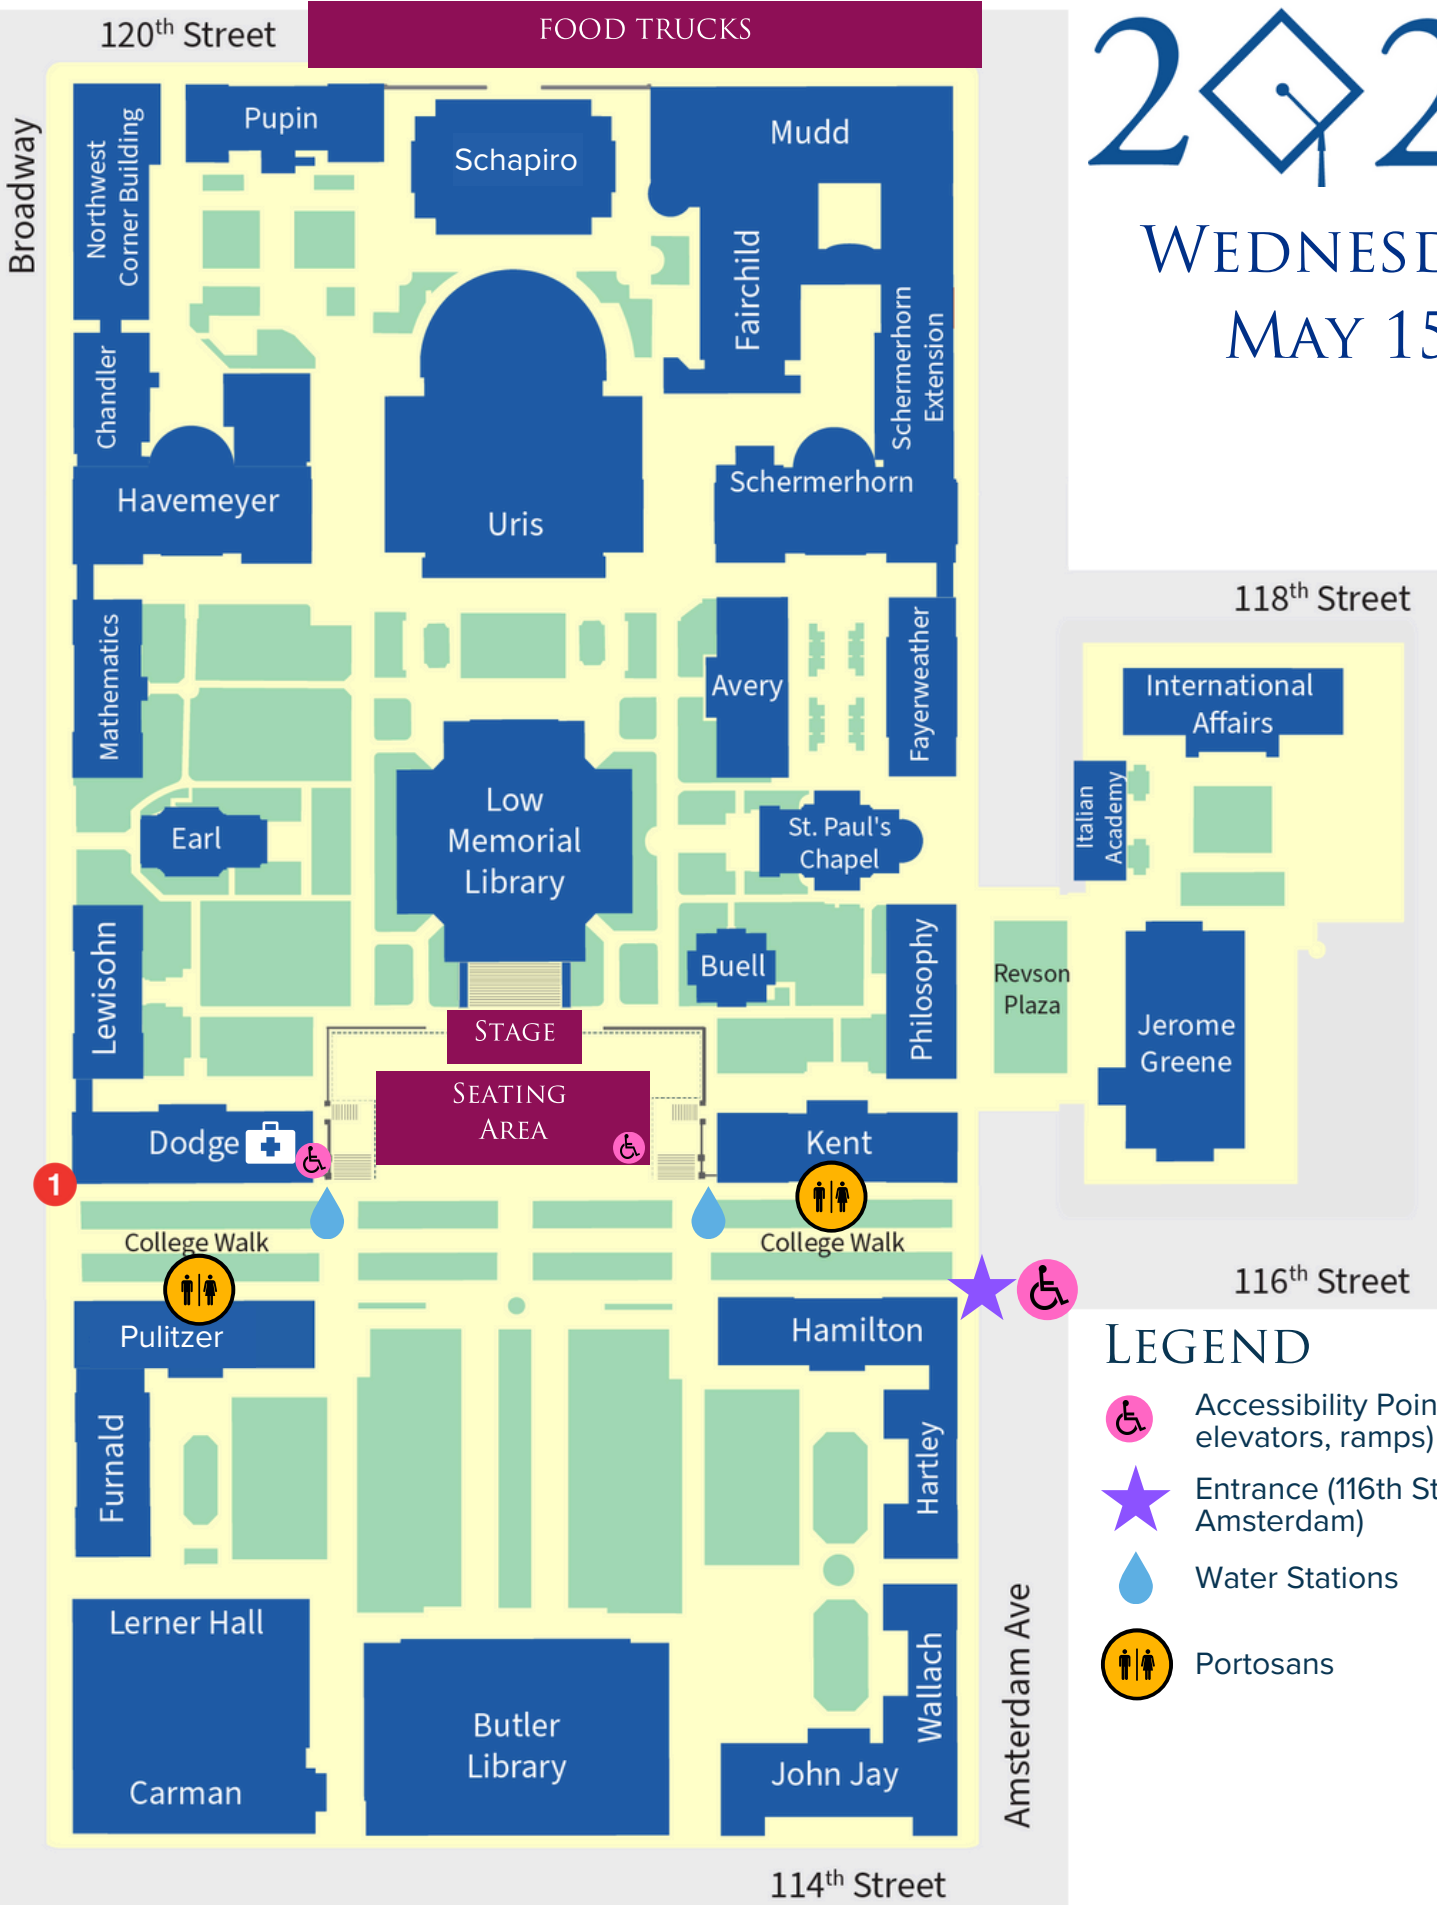 120th Street
FOOD TRUCKS
Broadway
Northwest
Corner Building
Pupin
Schapiro
Mudd
2 2
WEDNESD
MAY 15
Fairchild
Schermerhorn
Extension
Chandler
Havemeyer
Uris
Schermerhorn
118th Street
Mathematics
Avery
Fayerweather
International
Affairs
Italian
Academy
Low
Memorial
Library
Earl
St. Paul's
Chapel
Lewisohn
Buell
Philosophy
Revson
Plaza
Jerome
Greene
STAGE
SEATING
AREA
Dodge
Kent
1
College Walk
College Walk
116th Street
Pulitzer
Hamilton
LEGEND
Accessibility Poin
elevators, ramps)
Entrance (116th St
Amsterdam)
Water Stations
Portosans
Furnald
Hartley
Lerner Hall
Carman
Butler
Library
Wallach
John Jay
Amsterdam Ave
114th Street